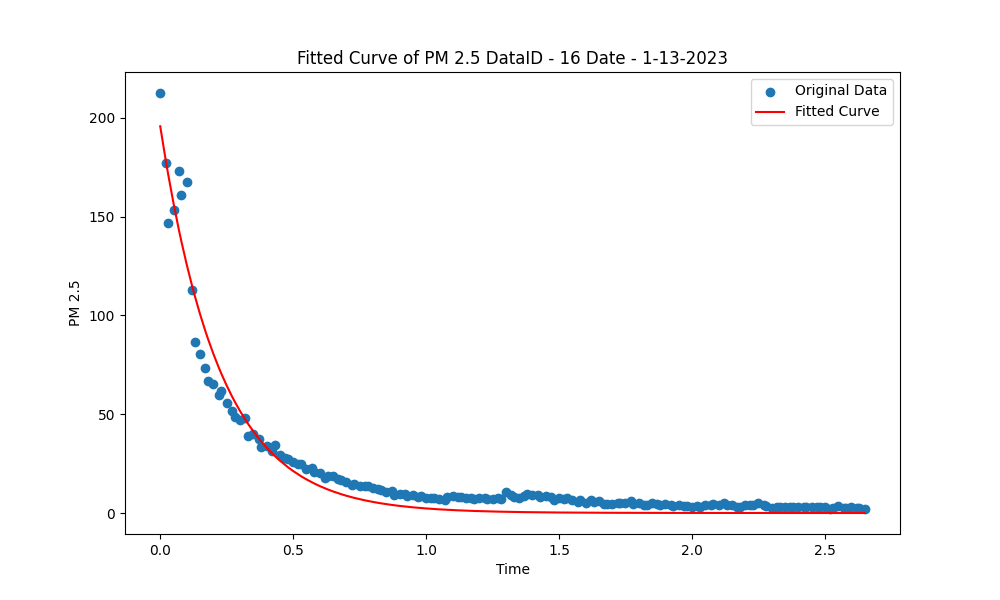 Fitted Curve of PM 2.5 DataID - 16 Date - 1-13-2023
Original Data
Fitted Curve
200
150
100
50
0
PM 2.5
0.0 0.5 1.0 1.5 2.0 2.5
Time